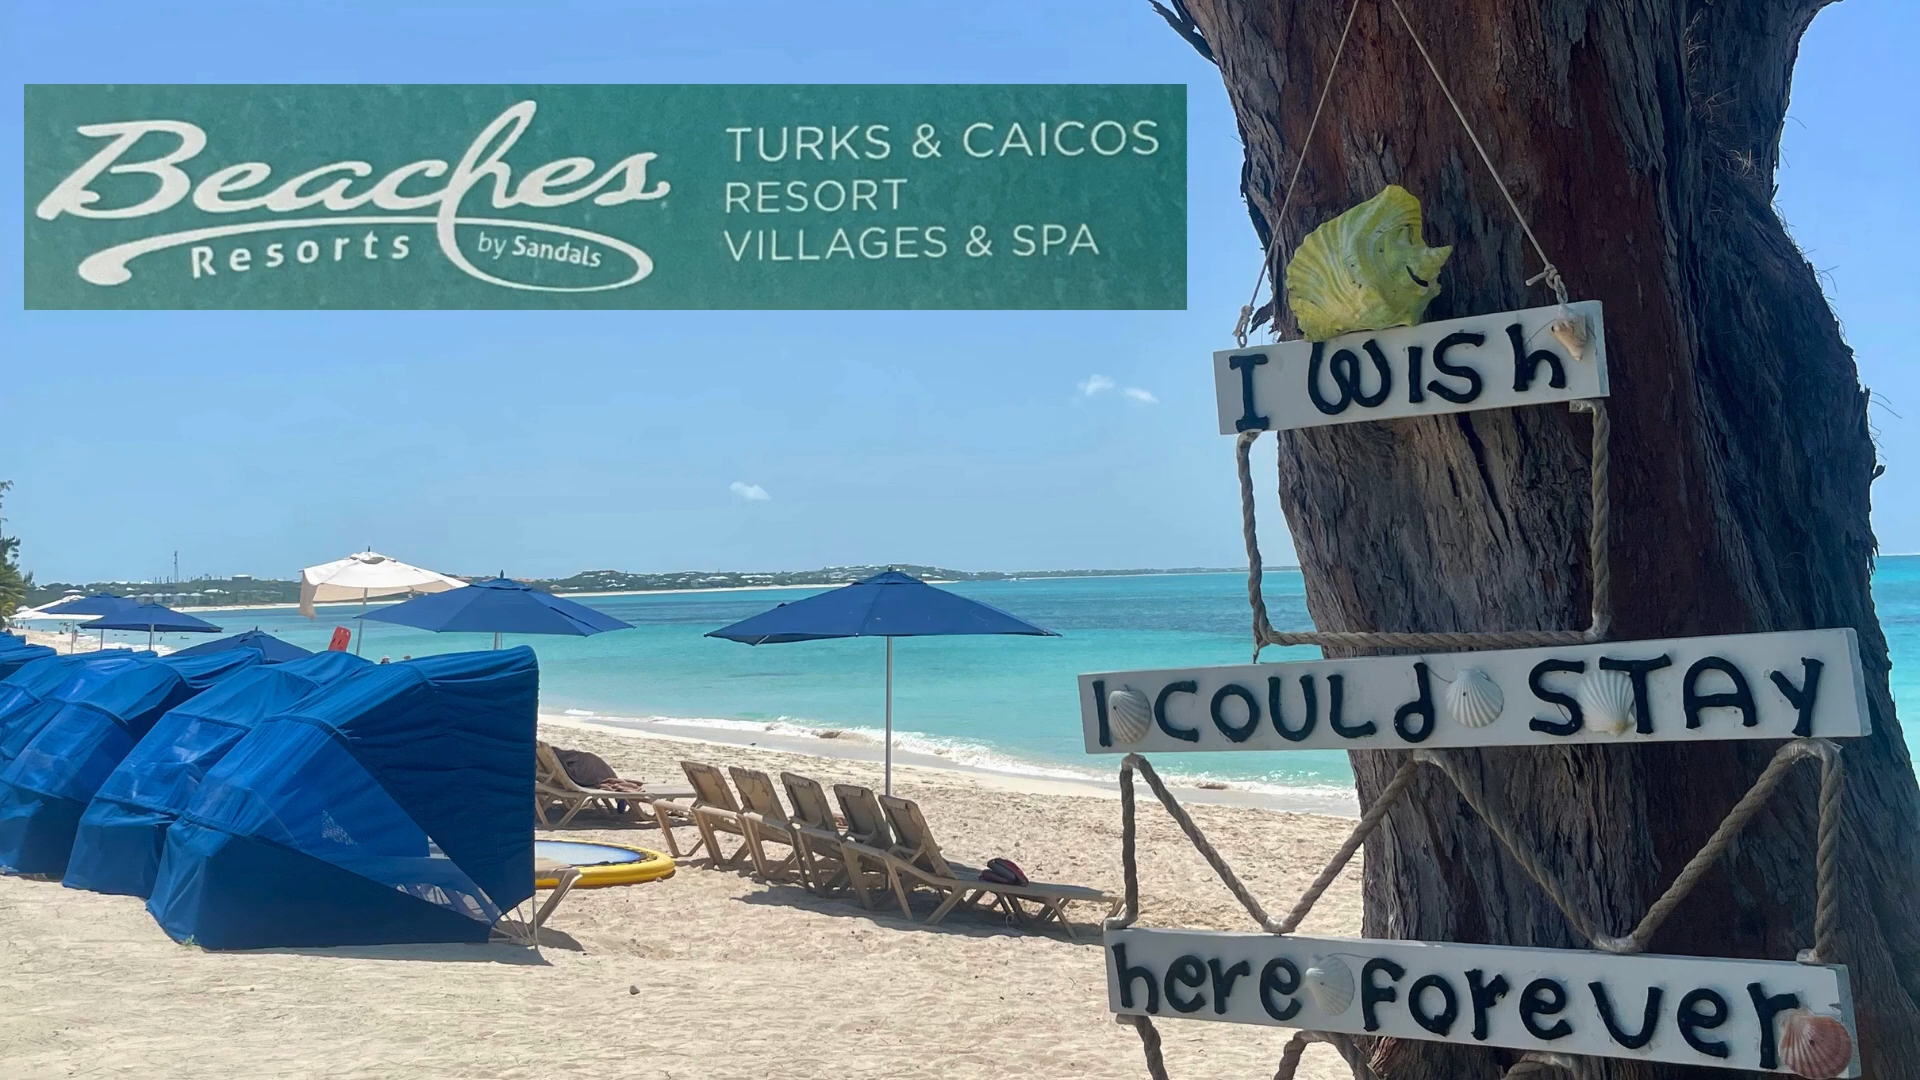 Beaches
Resorts by Sandals
TURKS & CAICOS
RESORT
VILLAGES & SPA
I WISh
I COULd STAy
here Forever